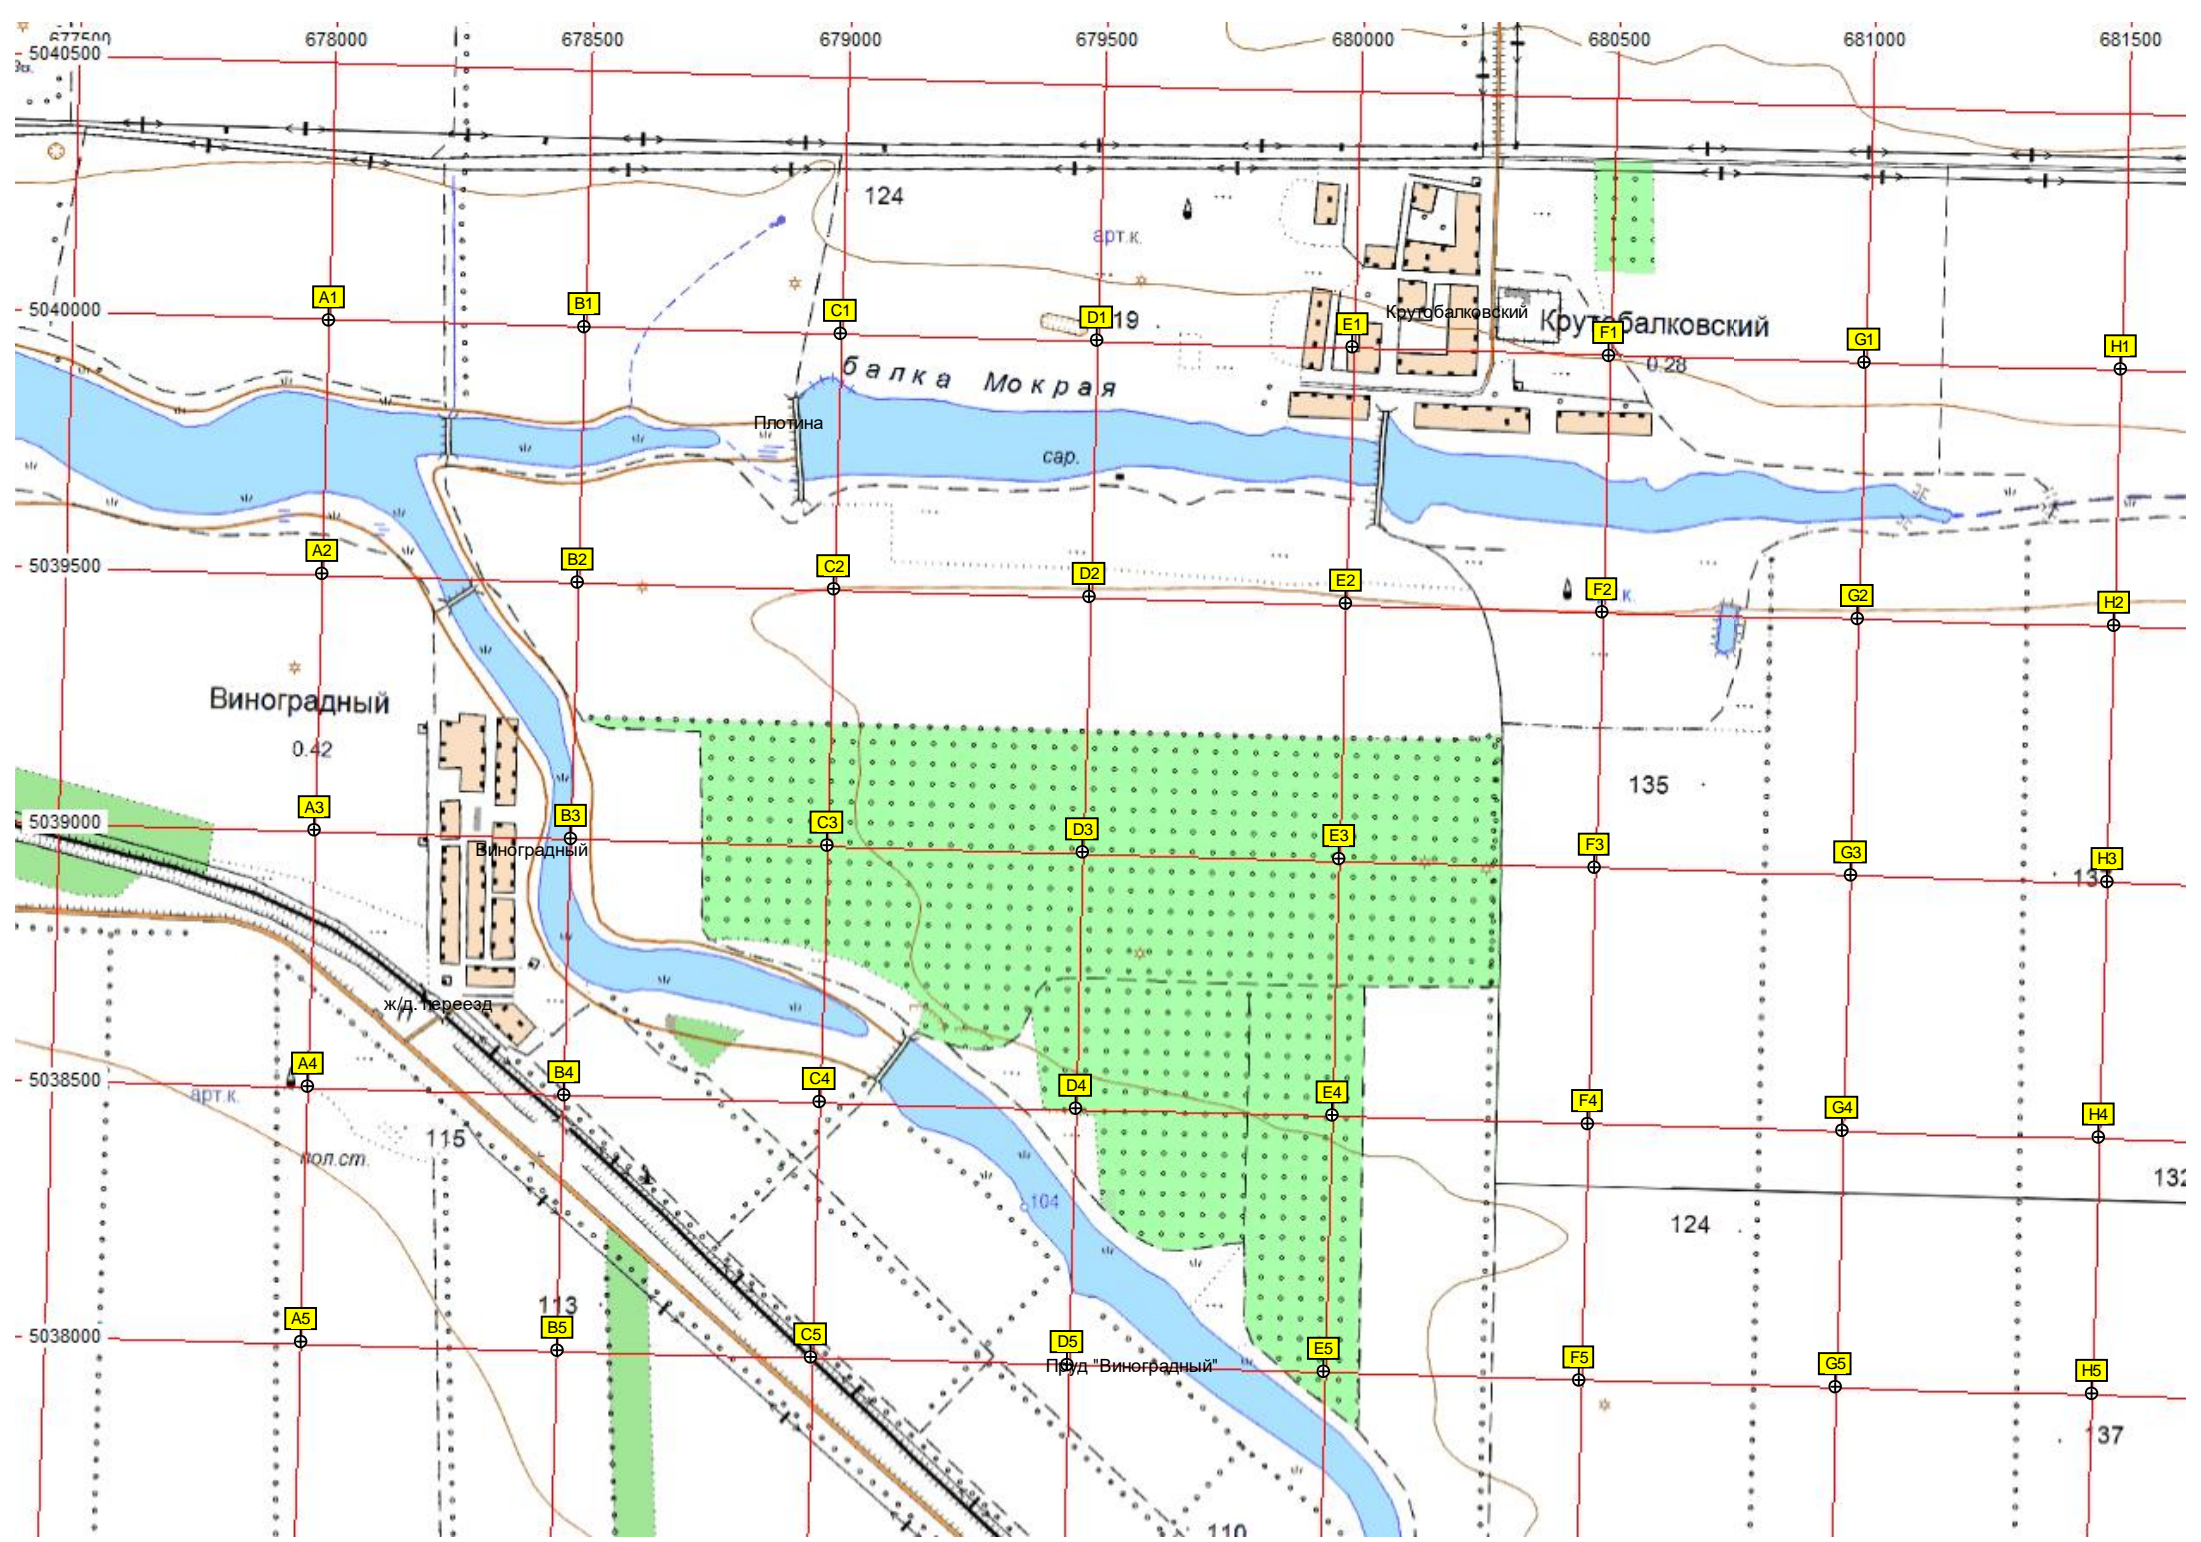 677500 678000 678500 679000 679500 680000 680500 681000 681500
5040500
124
арт.к.
A1 B1 C1 D1 19 E1 F1 G1 H1
5040000
Крутобалковский
Крутобалковский
0.28
балка Мокрая
Плотина
сар.
A2 B2 C2 D2 E2 F2 к. G2 H2
5039500
Виноградный
0.42
135
A3 B3 C3 D3 E3 F3 G3 H3
5039000
Виноградный
ж/д. переезд
A4 B4 C4 D4 E4 F4 G4 H4
5038500
арт.к.
115
пол.ст.
132
104
124
113
A5 B5 C5 D5 E5 F5 G5 H5
5038000
Пруд "Виноградный"
137
110